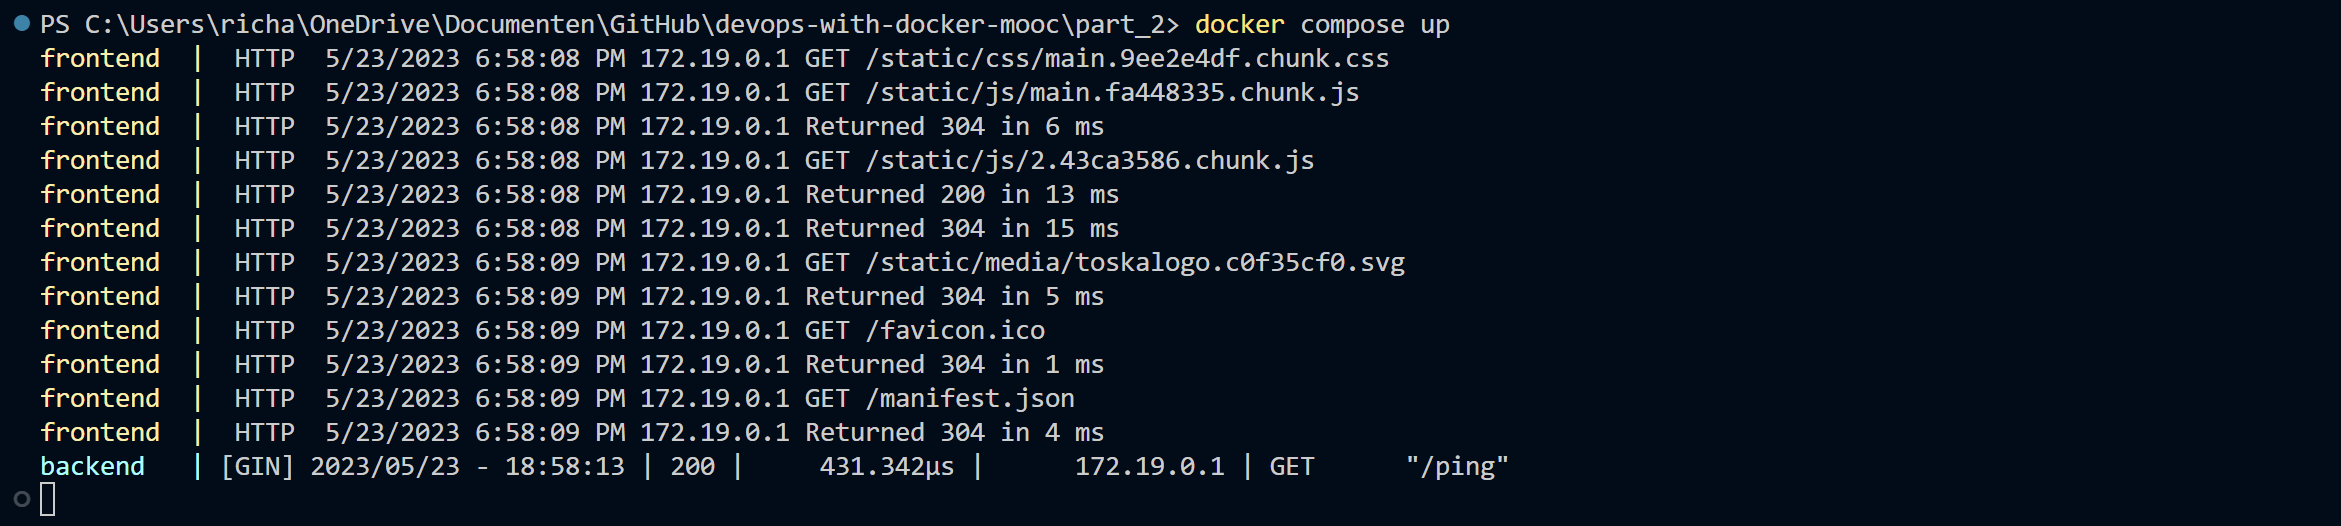 PS C:\Users\richa\OneDrive\Documenten\GitHub\devops-with-docker-mooc\part_2> docker compose up
frontend  |  HTTP  5/23/2023 6:58:08 PM 172.19.0.1 GET /static/css/main.9ee2e4df.chunk.css
frontend  |  HTTP  5/23/2023 6:58:08 PM 172.19.0.1 GET /static/js/main.fa448335.chunk.js
frontend  |  HTTP  5/23/2023 6:58:08 PM 172.19.0.1 Returned 304 in 6 ms
frontend  |  HTTP  5/23/2023 6:58:08 PM 172.19.0.1 GET /static/js/2.43ca3586.chunk.js
frontend  |  HTTP  5/23/2023 6:58:08 PM 172.19.0.1 Returned 200 in 13 ms
frontend  |  HTTP  5/23/2023 6:58:08 PM 172.19.0.1 Returned 304 in 15 ms
frontend  |  HTTP  5/23/2023 6:58:09 PM 172.19.0.1 GET /static/media/toskalogo.c0f35cf0.svg
frontend  |  HTTP  5/23/2023 6:58:09 PM 172.19.0.1 Returned 304 in 5 ms
frontend  |  HTTP  5/23/2023 6:58:09 PM 172.19.0.1 GET /favicon.ico
frontend  |  HTTP  5/23/2023 6:58:09 PM 172.19.0.1 Returned 304 in 1 ms
frontend  |  HTTP  5/23/2023 6:58:09 PM 172.19.0.1 GET /manifest.json
frontend  |  HTTP  5/23/2023 6:58:09 PM 172.19.0.1 Returned 304 in 4 ms
backend   | [GIN] 2023/05/23 - 18:58:13 | 200 |     431.342µs |      172.19.0.1 | GET      "/ping"